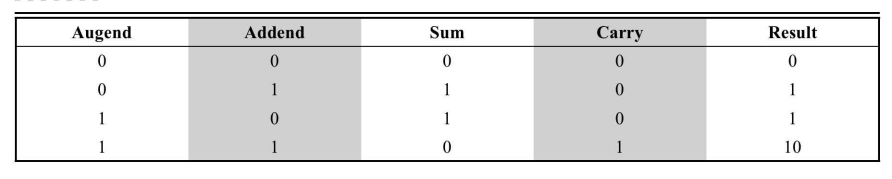 Augend Addend Sum Carry Result
0 0 0 0 0
0 1 1 0 1
1 0 1 0 1
1 1 0 1 10